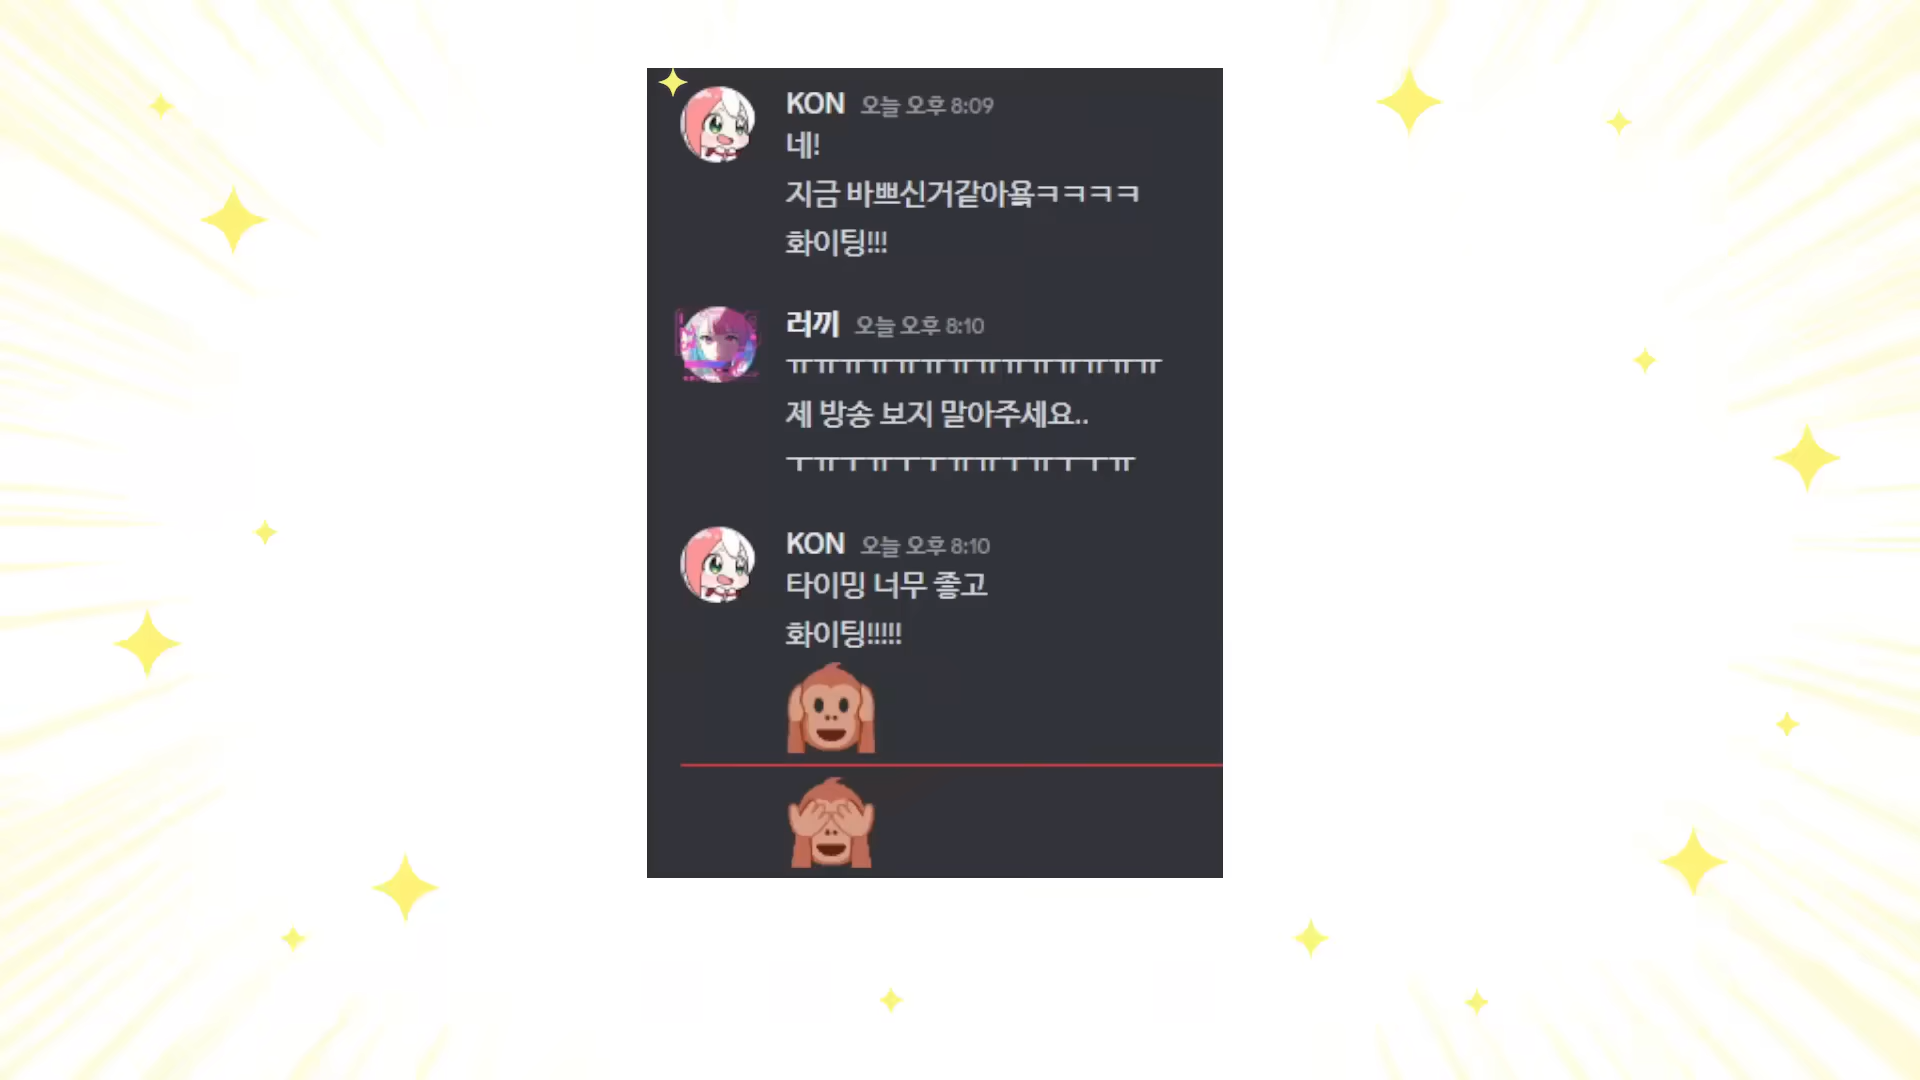 KON 오늘 오후 8:09
네!
지금 바쁘신거같아욬ㅋㅋㅋㅋ
화이팅!!!
러끼 오늘 오후 8:10
ㅠㅠㅠㅠㅠㅠㅠㅠㅠㅠㅠㅠㅠㅠ
제 방송 보지 말아주세요..
ㅜㅠㅜㅠㅜㅜㅠㅠㅜㅠㅜㅜㅠ
KON 오늘 오후 8:10
타이밍 너무 좋고
화이팅!!!!!